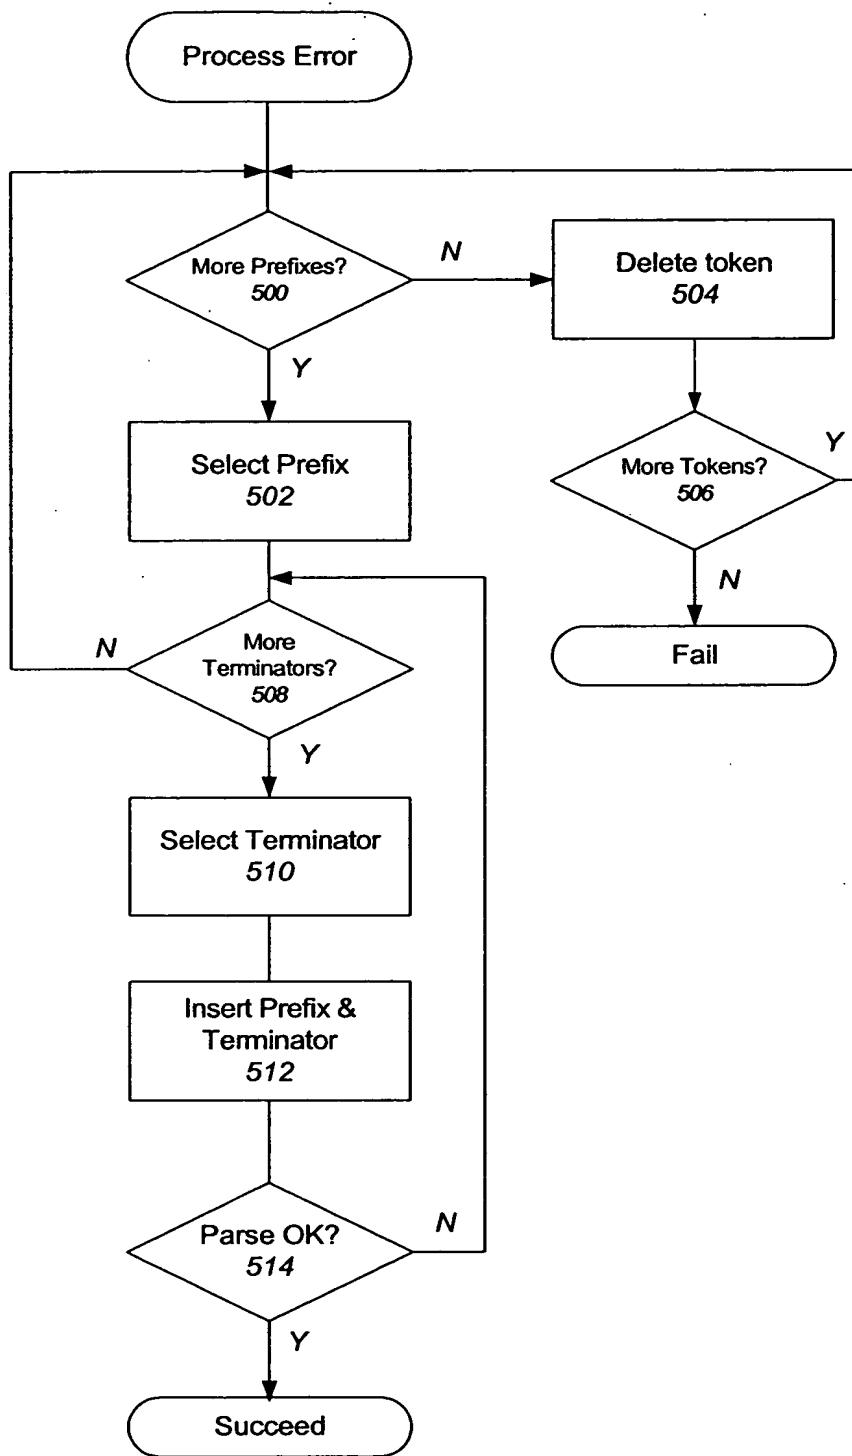 Process Error
More Prefixes?
500
N
Delete token
504
Y
Select Prefix
502
More Tokens?
506
Y
N
Fail
More
Terminators?
508
N
Y
Select Terminator
510
Insert Prefix &
Terminator
512
Parse OK?
514
N
Y
Succeed